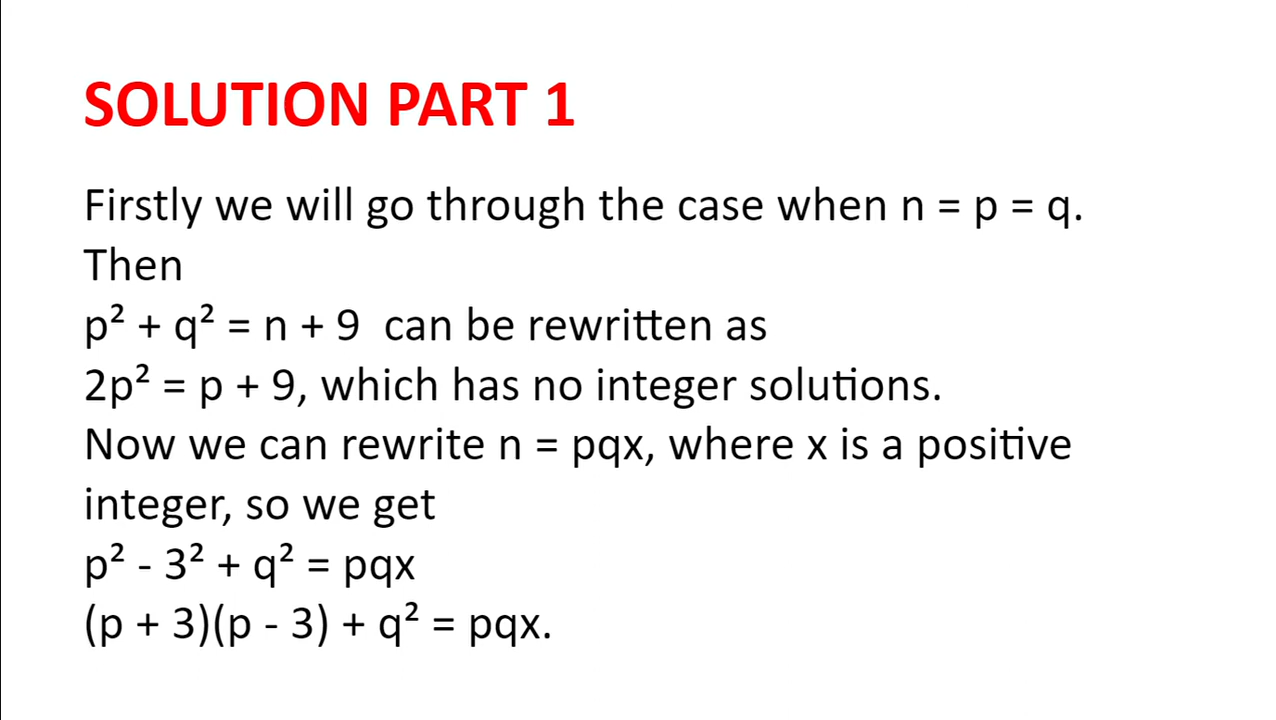 SOLUTION PART 1
Firstly we will go through the case when n = p = q.
Then
p² + q² = n + 9  can be rewritten as
2p² = p + 9, which has no integer solutions.
Now we can rewrite n = pqx, where x is a positive
integer, so we get
p² - 3² + q² = pqx
(p + 3)(p - 3) + q² = pqx.